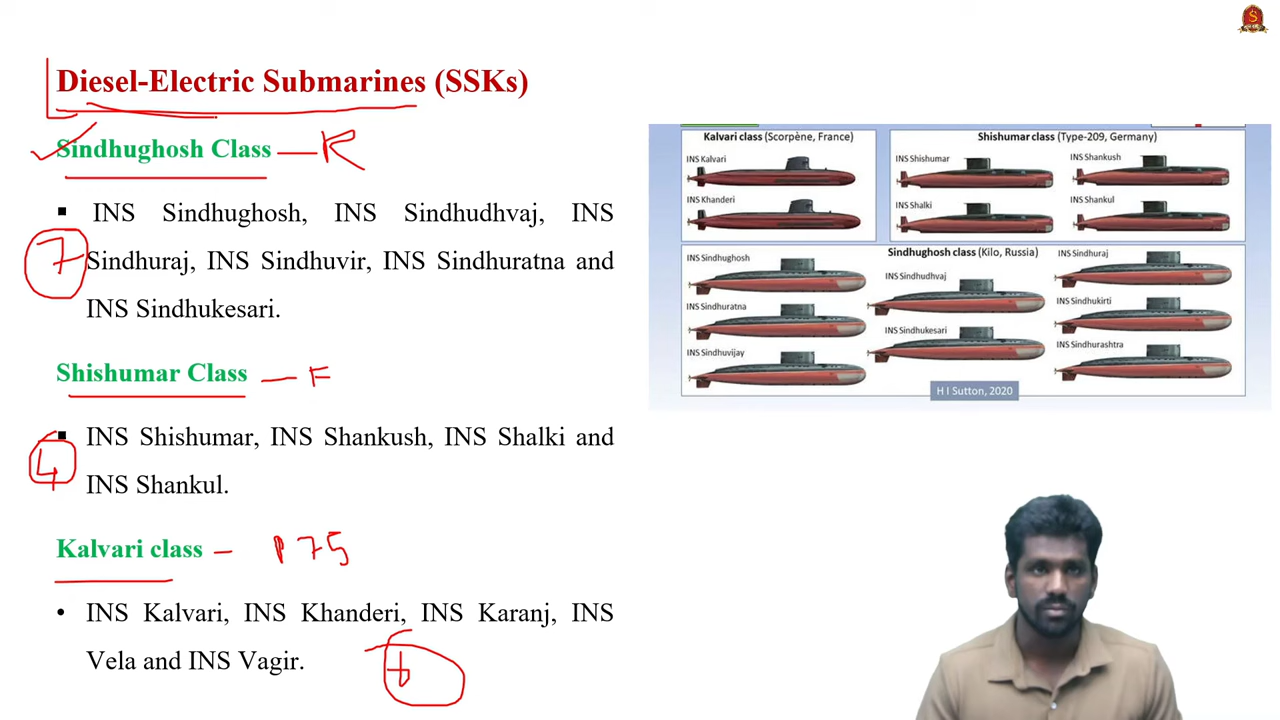 Diesel-Electric Submarines (SSKs)
Sindhughosh Class — R
▪ INS Sindhughosh, INS Sindhudhvaj, INS
7 Sindhuraj, INS Sindhuvir, INS Sindhuratna and
INS Sindhukesari.
Shishumar Class — F
▪ INS Shishumar, INS Shankush, INS Shalki and
4 INS Shankul.
Kalvari class – P75
• INS Kalvari, INS Khanderi, INS Karanj, INS
Vela and INS Vagir.
Kalvari class (Scorpène, France)
INS Kalvari
INS Khanderi
Shishumar class (Type-209, Germany)
INS Shishumar
INS Shankush
INS Shalki
INS Shankul
Sindhughosh class (Kilo, Russia)
INS Sindhughosh
INS Sindhudhvaj
INS Sindhuraj
INS Sindhuratna
INS Sindhukesari
INS Sindhukirti
INS Sindhuvijay
INS Sindhurashtra
H I Sutton, 2020